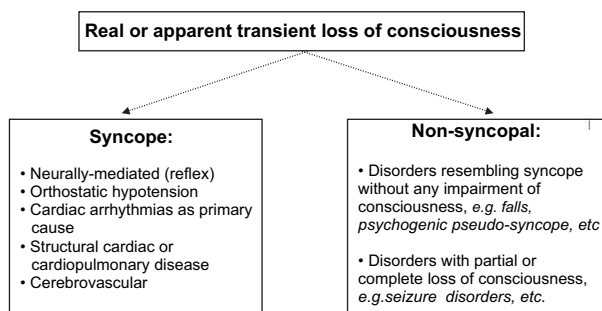 Real or apparent transient loss of consciousness
Syncope:
• Neurally-mediated (reflex)
• Orthostatic hypotension
• Cardiac arrhythmias as primary
cause
• Structural cardiac or
cardiopulmonary disease
• Cerebrovascular
Non-syncopal:
• Disorders resembling syncope
without any impairment of
consciousness, e.g. falls,
psychogenic pseudo-syncope, etc
• Disorders with partial or
complete loss of consciousness,
e.g.seizure disorders, etc.